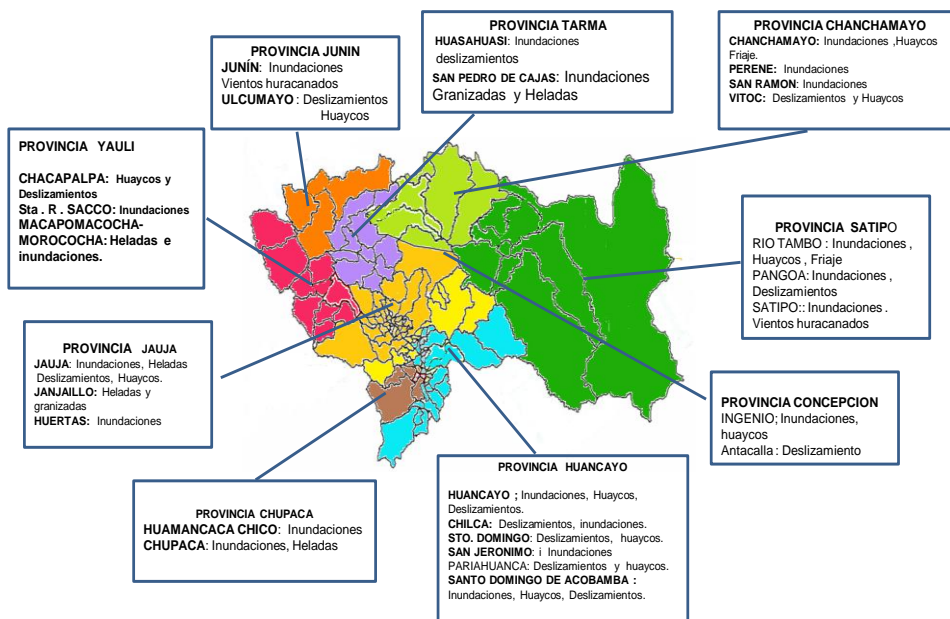 PROVINCIA JUNIN
JUNÍN: Inundaciones
Vientos huracanados
ULCUMAYO : Deslizamientos
Huaycos
PROVINCIA TARMA
HUASAHUASI: Inundaciones
deslizamientos
SAN PEDRO DE CAJAS: Inundaciones
Granizadas y Heladas
PROVINCIA CHANCHAMAYO
CHANCHAMAYO: Inundaciones ,Huaycos
Friaje.
PERENE: Inundaciones
SAN RAMON: Inundaciones
VITOC: Deslizamientos y Huaycos
PROVINCIA YAULI
CHACAPALPA: Huaycos y
Deslizamientos
Sta . R . SACCO: Inundaciones
MACAPOMACOCHA-
MOROCOCHA: Heladas e
inundaciones.
PROVINCIA SATIPO
RIO TAMBO : Inundaciones ,
Huaycos , Friaje
PANGOA: Inundaciones ,
Deslizamientos
SATIPO:: Inundaciones .
Vientos huracanados
PROVINCIA JAUJA
JAUJA: Inundaciones, Heladas
Deslizamientos, Huaycos.
JANJAILLO: Heladas y
granizadas
HUERTAS: Inundaciones
PROVINCIA CONCEPCION
INGENIO; Inundaciones,
huaycos
Antacalla : Deslizamiento
PROVINCIA CHUPACA
HUAMANCACA CHICO: Inundaciones
CHUPACA: Inundaciones, Heladas
PROVINCIA HUANCAYO
HUANCAYO ; Inundaciones, Huaycos,
Deslizamientos.
CHILCA: Deslizamientos, inundaciones.
STO. DOMINGO: Deslizamientos, huaycos.
SAN JERONIMO: i Inundaciones
PARIAHUANCA: Deslizamientos y huaycos.
SANTO DOMINGO DE ACOBAMBA :
Inundaciones, Huaycos, Deslizamientos.